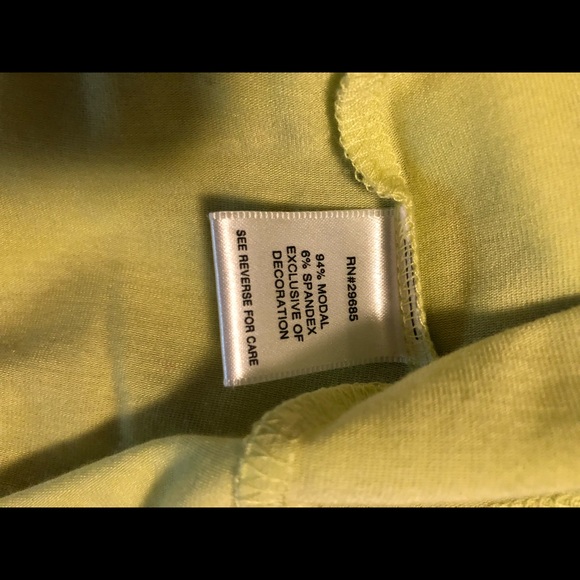 RN#29685
94% MODAL
6% SPANDEX
EXCLUSIVE OF
DECORATION
SEE REVERSE FOR CARE